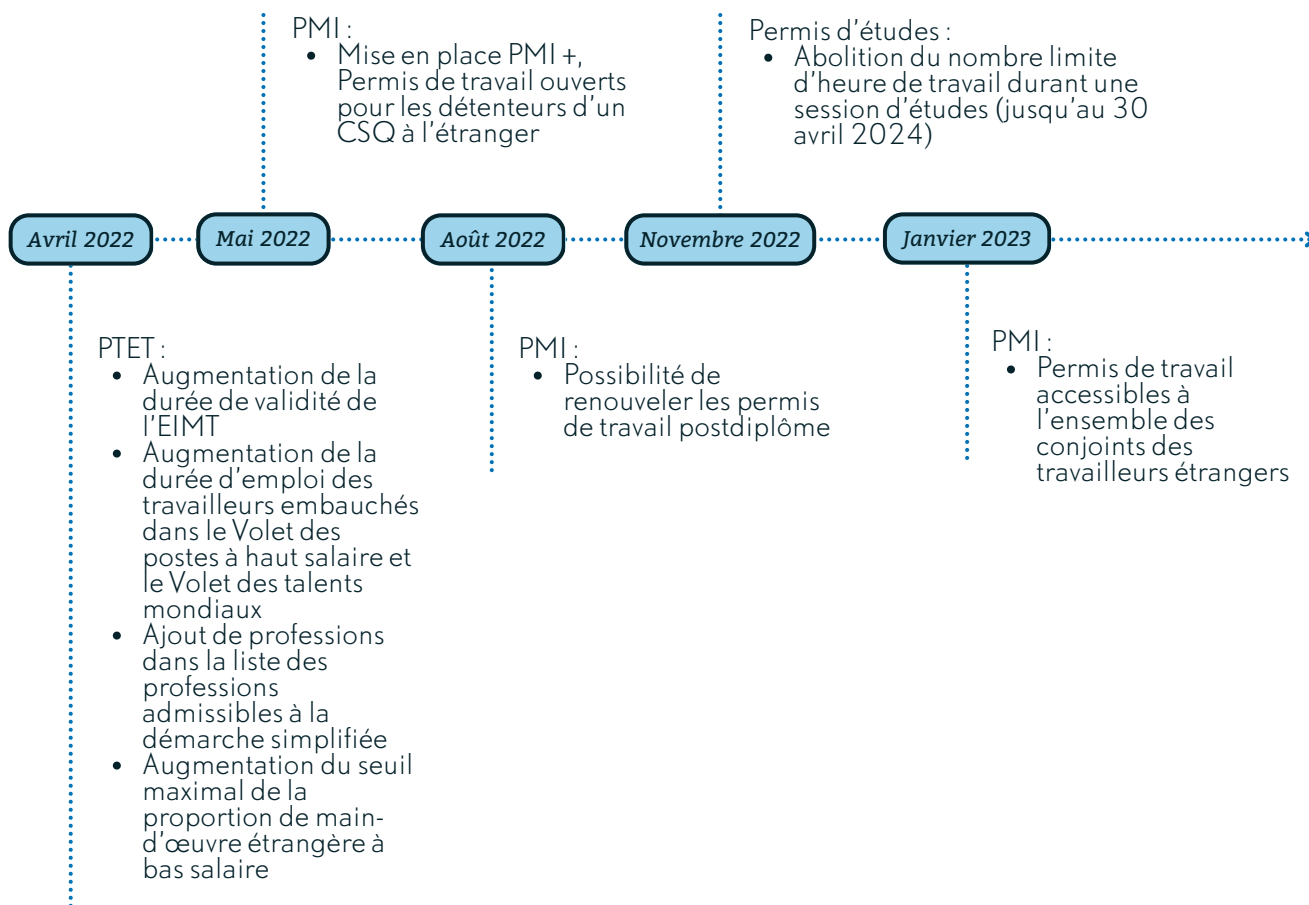 PMI :
• Mise en place PMI +,
Permis de travail ouverts
pour les détenteurs d'un
CSQ à l'étranger
Permis d'études :
• Abolition du nombre limite
d'heure de travail durant une
session d'études (jusqu'au 30
avril 2024)
Avril 2022
Mai 2022
Août 2022
Novembre 2022
Janvier 2023
PTET :
• Augmentation de la
durée de validité de
l'EIMT
• Augmentation de la
durée d'emploi des
travailleurs embauchés
dans le Volet des
postes à haut salaire et
le Volet des talents
mondiaux
• Ajout de professions
dans la liste des
professions
admissibles à la
démarche simplifiée
• Augmentation du seuil
maximal de la
proportion de main-
d'œuvre étrangère à
bas salaire
PMI :
• Possibilité de
renouveler les permis
de travail postdiplôme
PMI :
• Permis de travail
accessibles à
l'ensemble des
conjoints des
travailleurs étrangers